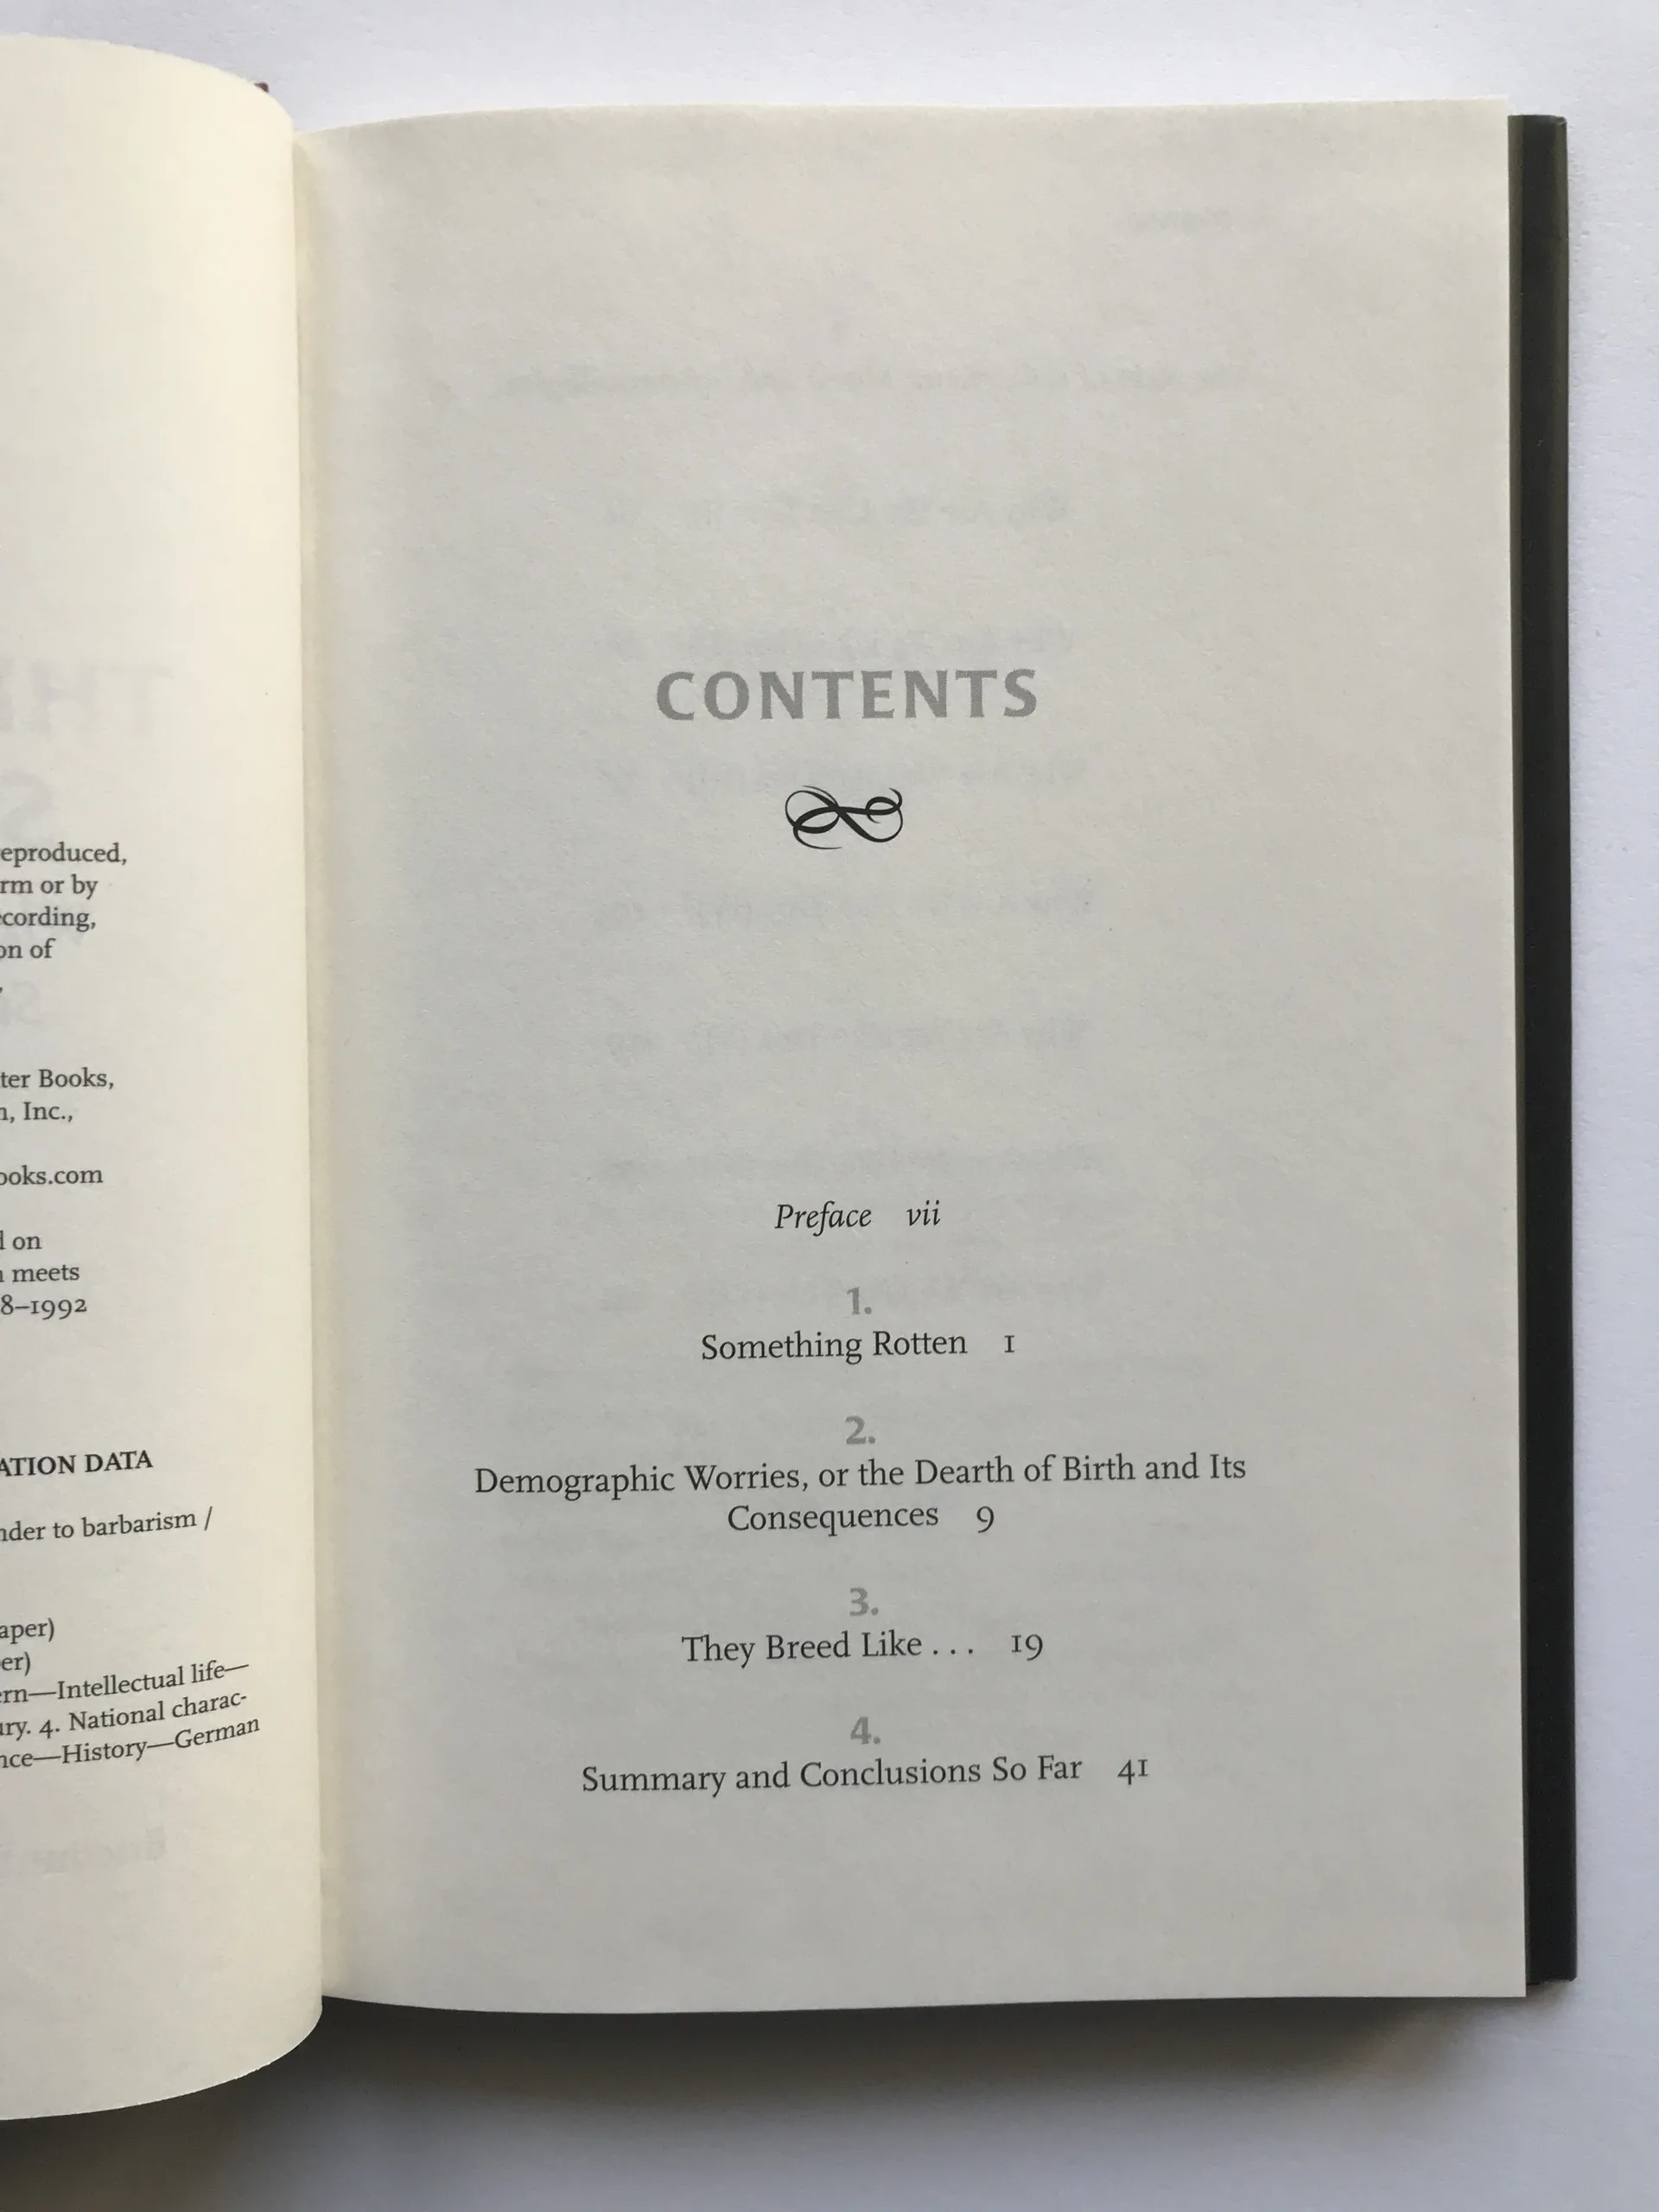 eproduced,
rm or by
cording,
on of
ter Books,
n, Inc.,
ooks.com
d on
n meets
8–1992
ATION DATA
nder to barbarism /
aper)
er)
ern—Intellectual life—
ury. 4. National charac-
nce—History—German
CONTENTS
Preface vii
1.
Something Rotten 1
2.
Demographic Worries, or the Dearth of Birth and Its
Consequences 9
3.
They Breed Like . . . 19
4.
Summary and Conclusions So Far 41